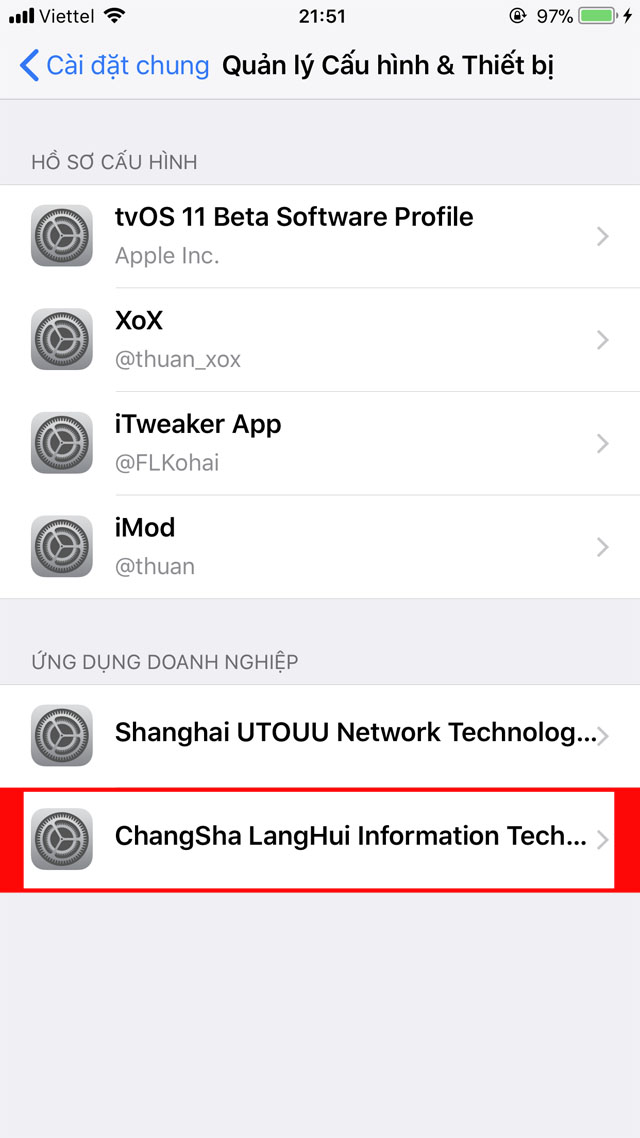 Viettel 21:51 97%
Cài đặt chung Quản lý Cấu hình & Thiết bị
HỒ SƠ CẤU HÌNH
tvOS 11 Beta Software Profile
Apple Inc.
XoX
@thuan_xox
iTweaker App
@FLKohai
iMod
@thuan
ỨNG DỤNG DOANH NGHIỆP
Shanghai UTOUU Network Technolog...
ChangSha LangHui Information Tech...